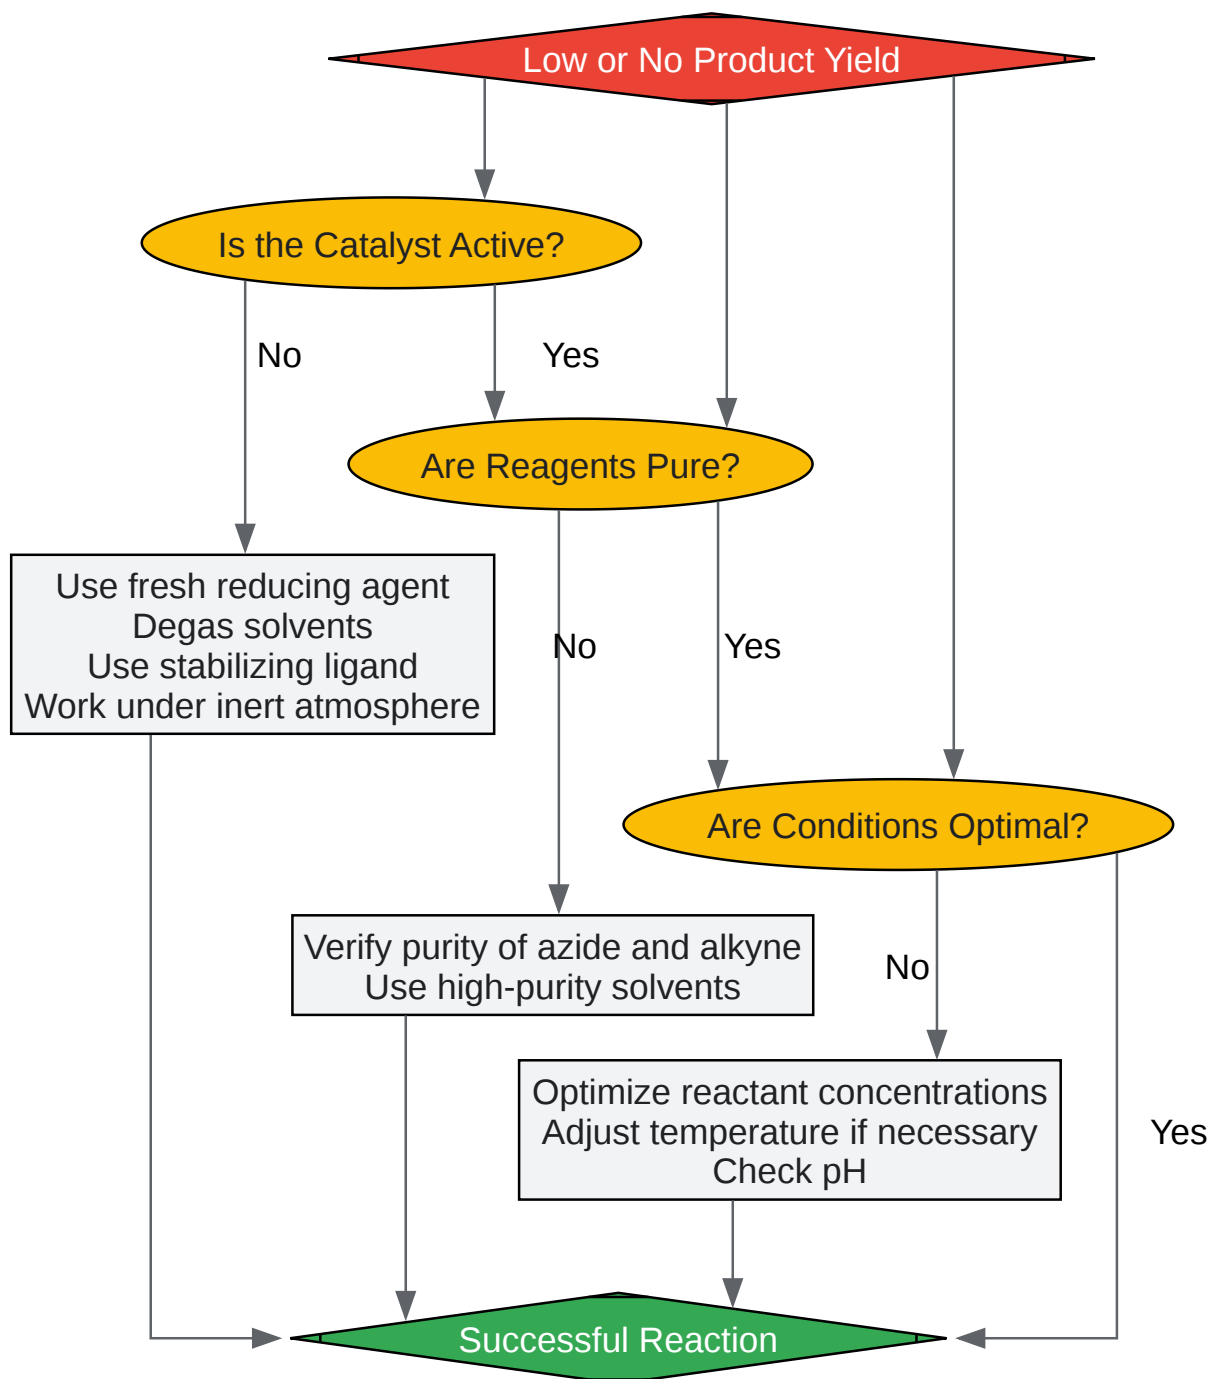 Low or No Product Yield
Is the Catalyst Active?
No
Yes
Are Reagents Pure?
Use fresh reducing agent
Degas solvents
Use stabilizing ligand
Work under inert atmosphere
No
Yes
Are Conditions Optimal?
Verify purity of azide and alkyne
Use high-purity solvents
No
Optimize reactant concentrations
Adjust temperature if necessary
Check pH
Yes
Successful Reaction